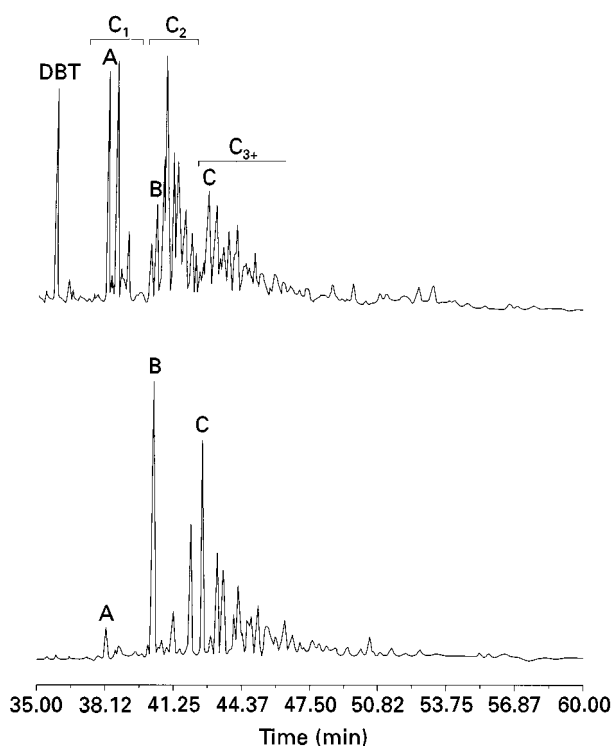 C₁ C₂
DBT A
C₃₊
B C
B
C
A
35.00 38.12 41.25 44.37 47.50 50.82 53.75 56.87 60.00
Time (min)